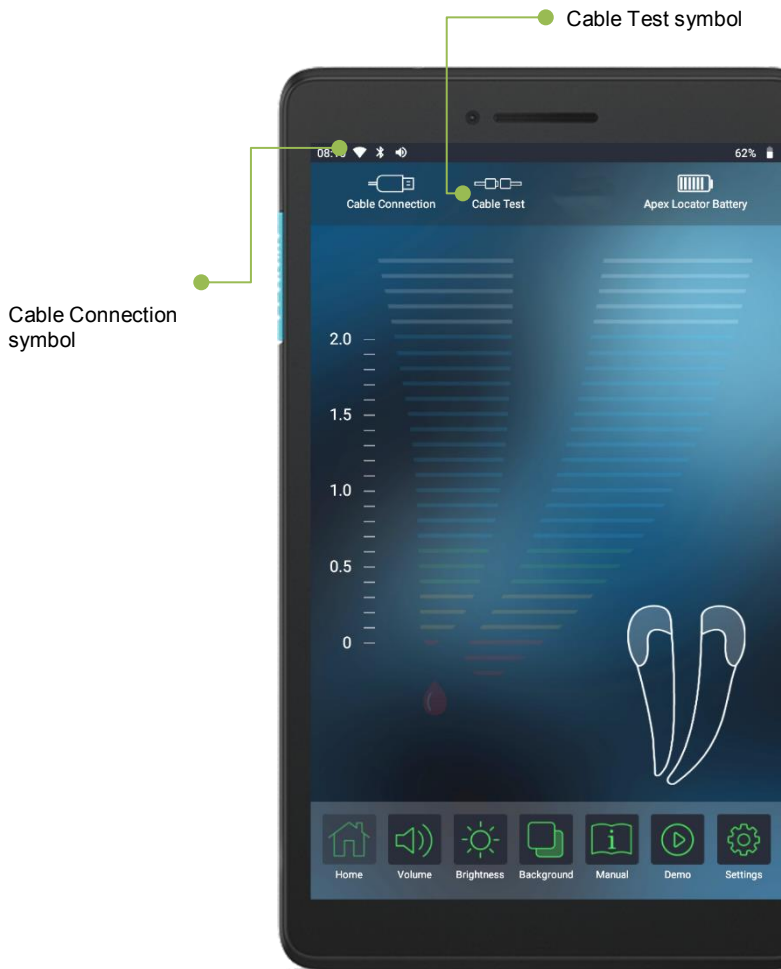 Cable Test symbol
62%
Cable Connection Cable Test Apex Locator Battery
Cable Connection
symbol
2.0
1.5
1.0
0.5
0
i
Home Volume Brightness Background Manual Demo Settings